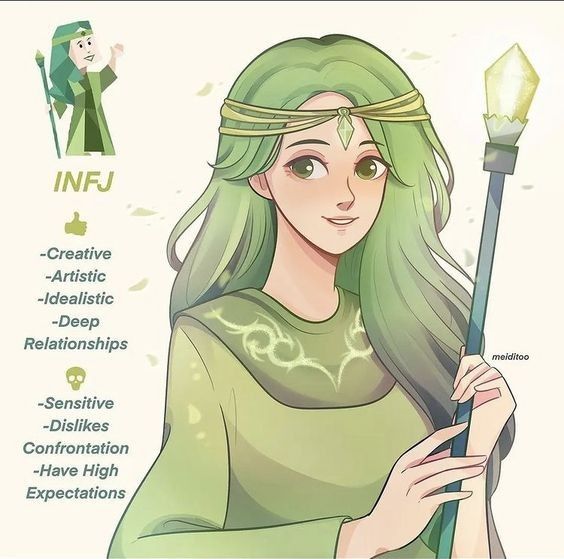 INFJ
-Creative
-Artistic
-Idealistic
-Deep
Relationships
-Sensitive
-Dislikes
Confrontation
-Have High
Expectations
meiditoo